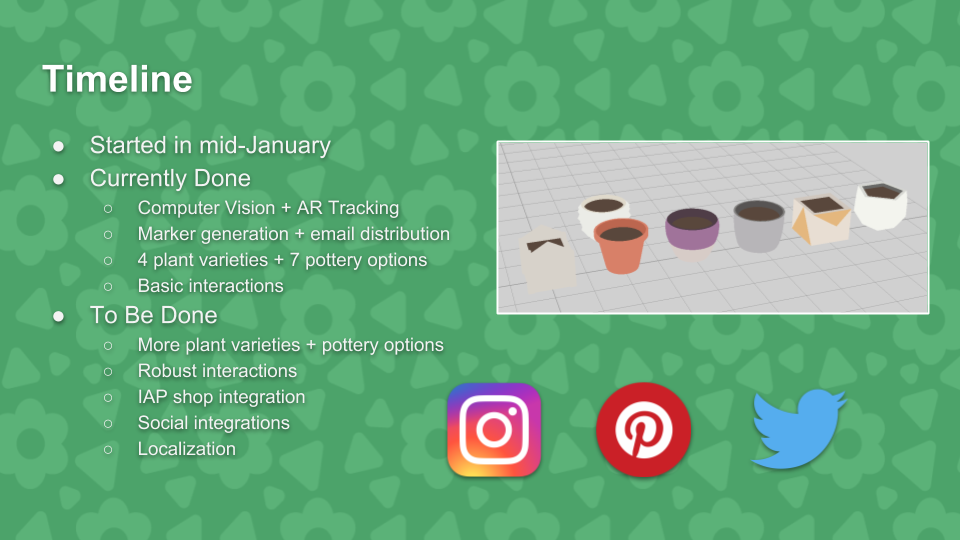 Timeline
● Started in mid-January
● Currently Done
○ Computer Vision + AR Tracking
○ Marker generation + email distribution
○ 4 plant varieties + 7 pottery options
○ Basic interactions
● To Be Done
○ More plant varieties + pottery options
○ Robust interactions
○ IAP shop integration
○ Social integrations
○ Localization